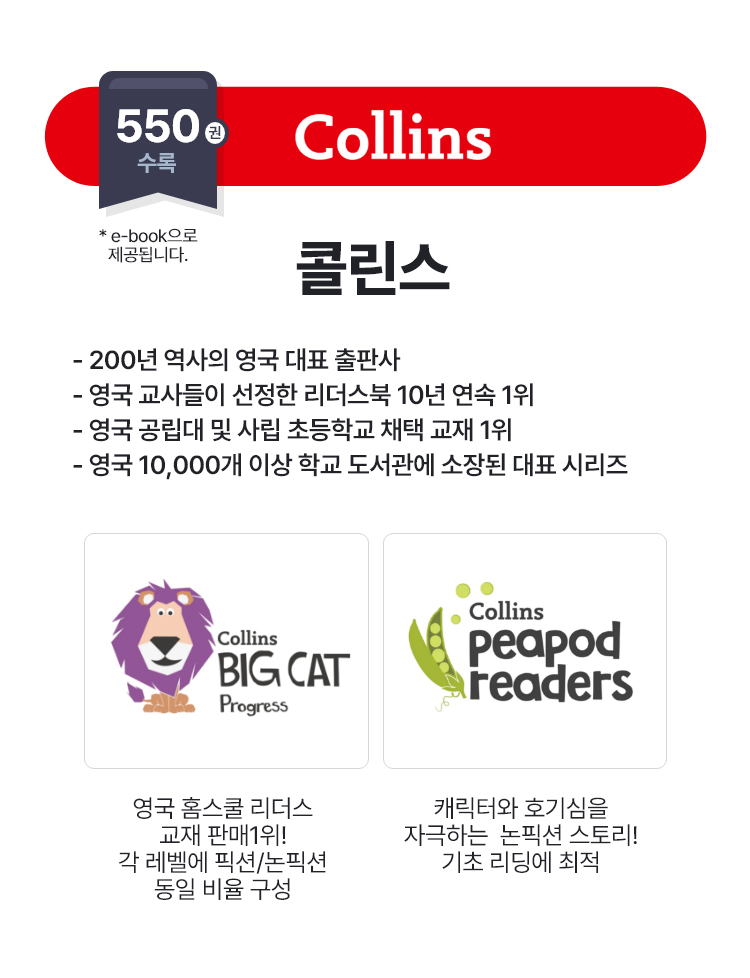 550권
수록
Collins
* e-book으로
제공됩니다.
콜린스
- 200년 역사의 영국 대표 출판사
- 영국 교사들이 선정한 리더스북 10년 연속 1위
- 영국 공립대 및 사립 초등학교 채택 교재 1위
- 영국 10,000개 이상 학교 도서관에 소장된 대표 시리즈
Collins
BIG CAT
Progress
영국 홈스쿨 리더스
교재 판매1위!
각 레벨에 픽션/논픽션
동일 비율 구성
Collins
peapod
readers
캐릭터와 호기심을
자극하는 논픽션 스토리!
기초 리딩에 최적